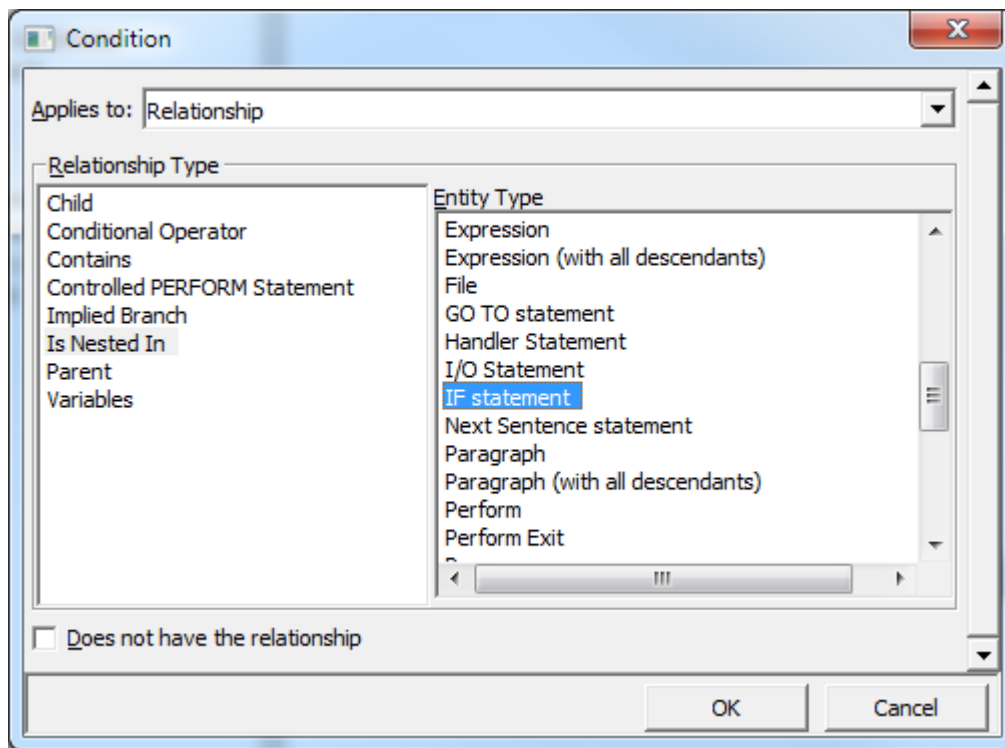 Condition
Applies to: Relationship
Relationship Type
Child
Conditional Operator
Contains
Controlled PERFORM Statement
Implied Branch
Is Nested In
Parent
Variables
Entity Type
Expression
Expression (with all descendants)
File
GO TO statement
Handler Statement
I/O Statement
IF statement
Next Sentence statement
Paragraph
Paragraph (with all descendants)
Perform
Perform Exit
Does not have the relationship
OK Cancel